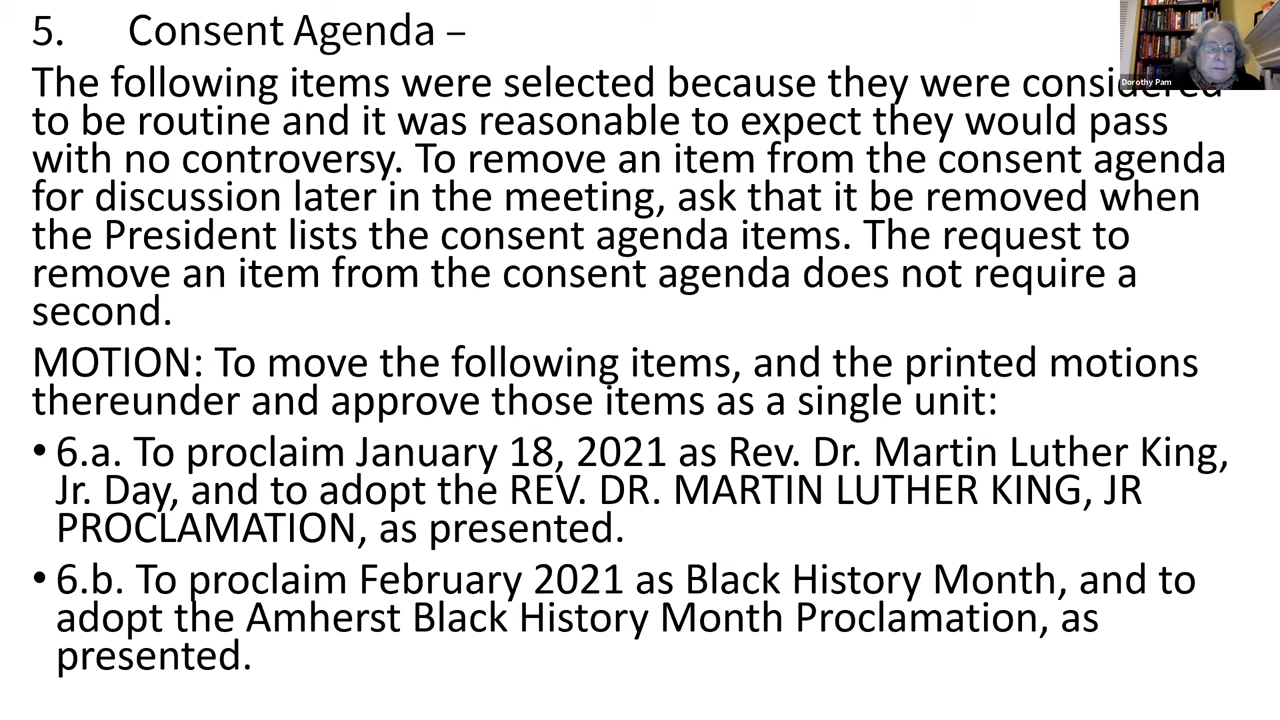 5. Consent Agenda –
Dorothy Pam
The following items were selected because they were considered
to be routine and it was reasonable to expect they would pass
with no controversy. To remove an item from the consent agenda
for discussion later in the meeting, ask that it be removed when
the President lists the consent agenda items. The request to
remove an item from the consent agenda does not require a
second.
MOTION: To move the following items, and the printed motions
thereunder and approve those items as a single unit:
• 6.a. To proclaim January 18, 2021 as Rev. Dr. Martin Luther King,
Jr. Day, and to adopt the REV. DR. MARTIN LUTHER KING, JR
PROCLAMATION, as presented.
• 6.b. To proclaim February 2021 as Black History Month, and to
adopt the Amherst Black History Month Proclamation, as
presented.